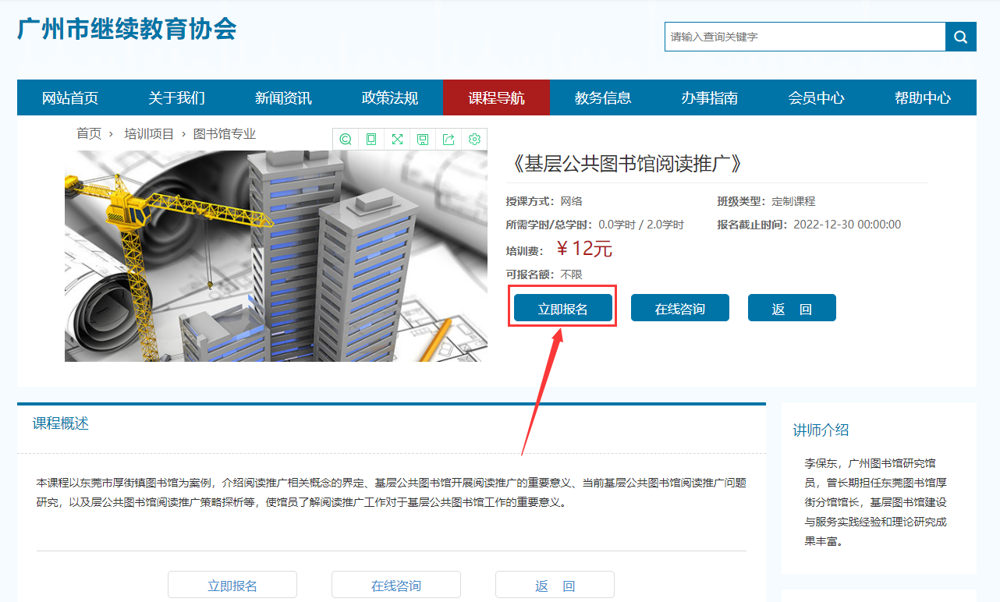 广州市继续教育协会
请输入查询关键字
网站首页 关于我们 新闻资讯 政策法规 课程导航 教务信息 办事指南 会员中心 帮助中心
首页 › 培训项目 › 图书馆专业
《基层公共图书馆阅读推广》
授课方式：网络 班级类型：定制课程
所需学时/总学时：0.0学时 / 2.0学时 报名截止时间：2022-12-30 00:00:00
培训费：￥12元
可报名额：不限
立即报名 在线咨询 返 回
课程概述
本课程以东莞市厚街镇图书馆为案例，介绍阅读推广相关概念的界定、基层公共图书馆开展阅读推广的重要意义、当前基层公共图书馆阅读推广问题
研究，以及层公共图书馆阅读推广策略探析等，使馆员了解阅读推广工作对于基层公共图书馆工作的重要意义。
立即报名 在线咨询 返 回
讲师介绍
李保东，广州图书馆研究馆
员，曾长期担任东莞图书馆厚
街分馆馆长，基层图书馆建设
与服务实践经验和理论研究成
果丰富。